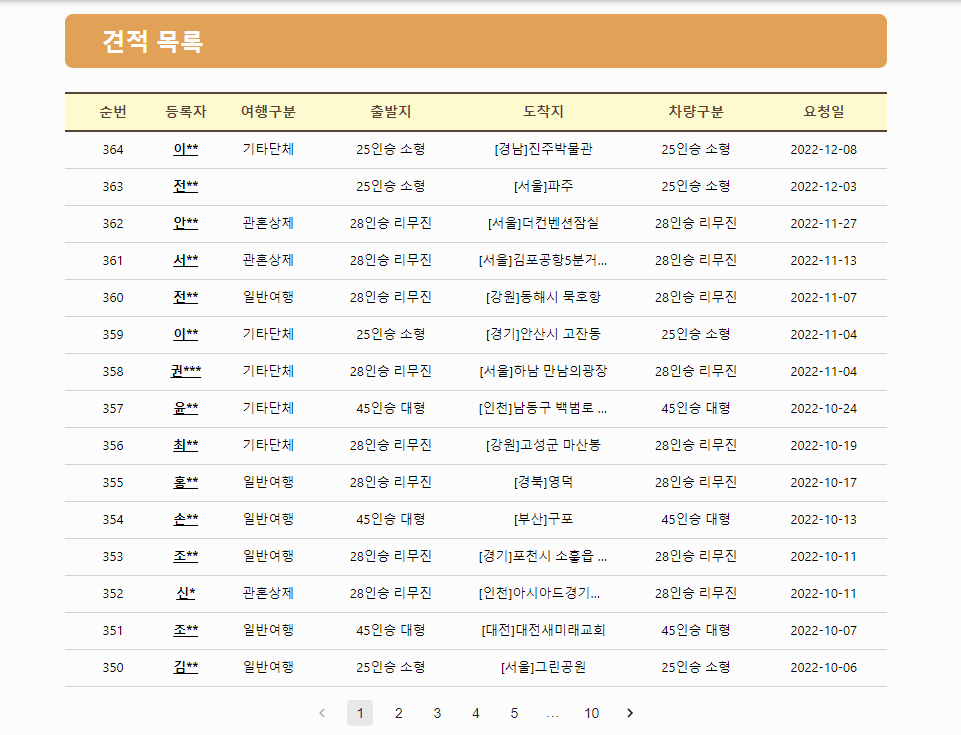 견적 목록
순번 등록자 여행구분 출발지 도착지 차량구분 요청일
364 이** 기타단체 25인승 소형 [경남]진주박물관 25인승 소형 2022-12-08
363 전** 25인승 소형 [서울]파주 25인승 소형 2022-12-03
362 안** 관혼상제 28인승 리무진 [서울]더컨벤션잠실 28인승 리무진 2022-11-27
361 서** 관혼상제 28인승 리무진 [서울]김포공항5분거... 28인승 리무진 2022-11-13
360 전** 일반여행 28인승 리무진 [강원]동해시 묵호항 28인승 리무진 2022-11-07
359 이** 기타단체 25인승 소형 [경기]안산시 고잔동 25인승 소형 2022-11-04
358 권*** 기타단체 28인승 리무진 [서울]하남 만남의광장 28인승 리무진 2022-11-04
357 윤** 기타단체 45인승 대형 [인천]남동구 백범로 ... 45인승 대형 2022-10-24
356 최** 기타단체 28인승 리무진 [강원]고성군 마산봉 28인승 리무진 2022-10-19
355 홍** 일반여행 28인승 리무진 [경북]영덕 28인승 리무진 2022-10-17
354 손** 일반여행 45인승 대형 [부산]구포 45인승 대형 2022-10-13
353 조** 일반여행 28인승 리무진 [경기]포천시 소흘읍 ... 28인승 리무진 2022-10-11
352 신* 관혼상제 28인승 리무진 [인천]아시아드경기... 28인승 리무진 2022-10-11
351 조** 일반여행 45인승 대형 [대전]대전새미래교회 45인승 대형 2022-10-07
350 김** 일반여행 25인승 소형 [서울]그린공원 25인승 소형 2022-10-06
‹ 1 2 3 4 5 ... 10 ›